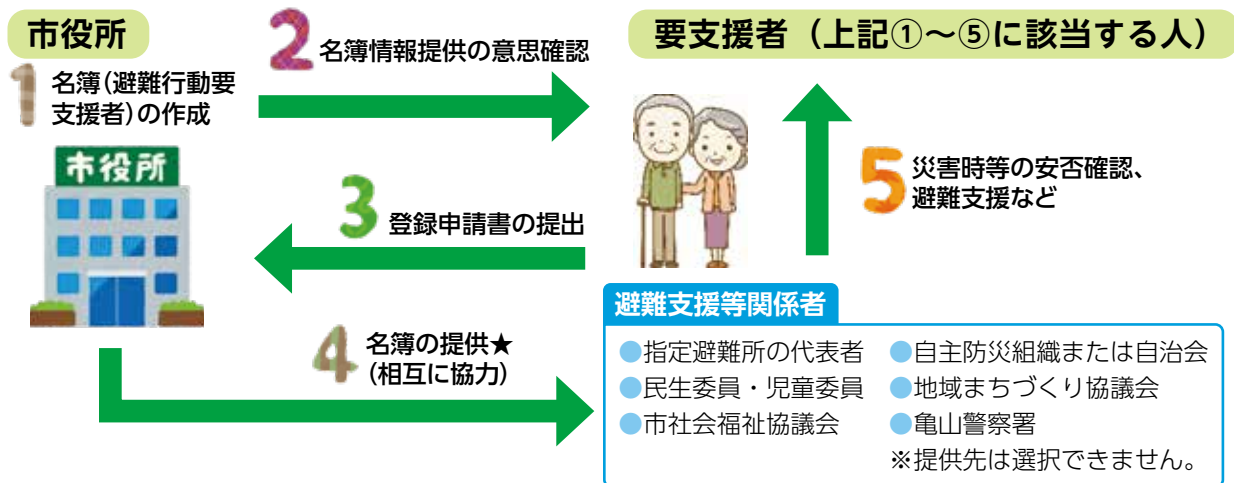 市役所
1 名簿(避難行動要
支援者)の作成
2 名簿情報提供の意思確認
要支援者(上記①〜⑤に該当する人)
市役所
3 登録申請書の提出
4 名簿の提供★
(相互に協力)
5 災害時等の安否確認、
避難支援など
避難支援等関係者
●指定避難所の代表者
●民生委員・児童委員
●市社会福祉協議会
●自主防災組織または自治会
●地域まちづくり協議会
●亀山警察署
※提供先は選択できません。